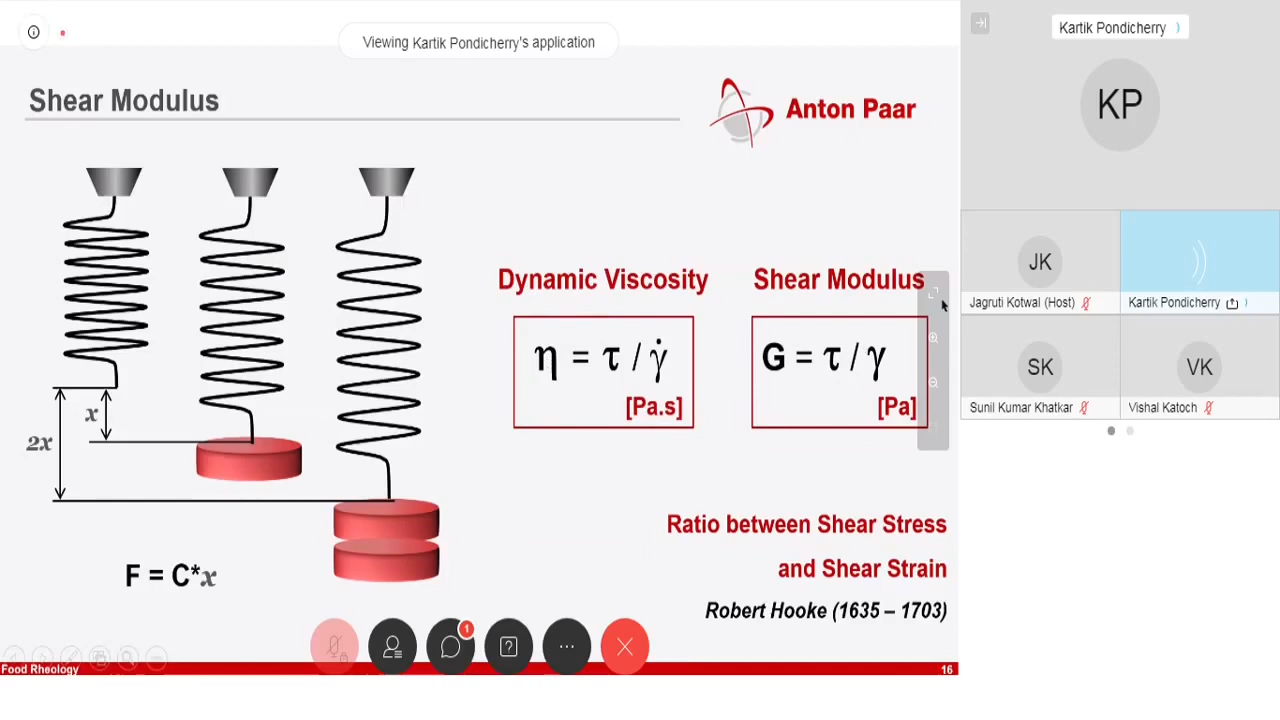 Viewing Kartik Pondicherry's application
Shear Modulus
Anton Paar
Dynamic Viscosity
Shear Modulus
η = τ / γ̇
[Pa.s]
G = τ / γ
[Pa]
x
2x
F = C*x
Ratio between Shear Stress
and Shear Strain
Robert Hooke (1635 – 1703)
1
?
Food Rheology
16
Kartik Pondicherry
KP
JK
Jagruti Kotwal (Host)
Kartik Pondicherry
SK
Sunil Kumar Khatkar
VK
Vishal Katoch